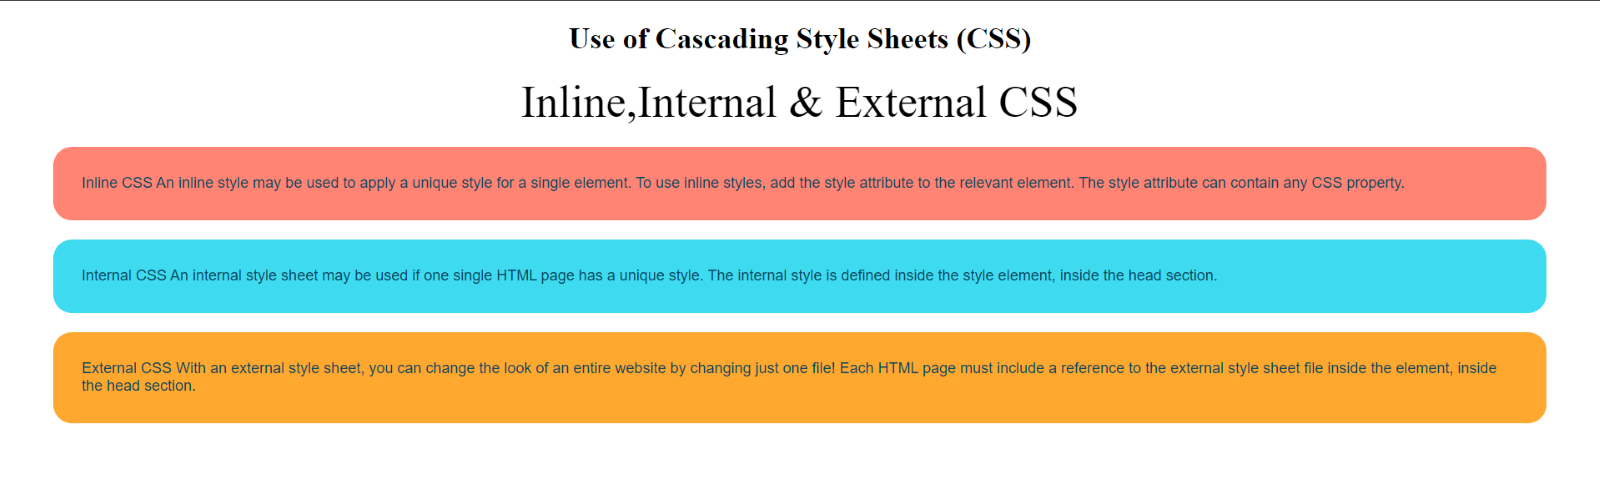 Use of Cascading Style Sheets (CSS)
Inline,Internal & External CSS
Inline CSS An inline style may be used to apply a unique style for a single element. To use inline styles, add the style attribute to the relevant element. The style attribute can contain any CSS property.
Internal CSS An internal style sheet may be used if one single HTML page has a unique style. The internal style is defined inside the style element, inside the head section.
External CSS With an external style sheet, you can change the look of an entire website by changing just one file! Each HTML page must include a reference to the external style sheet file inside the element, inside
the head section.